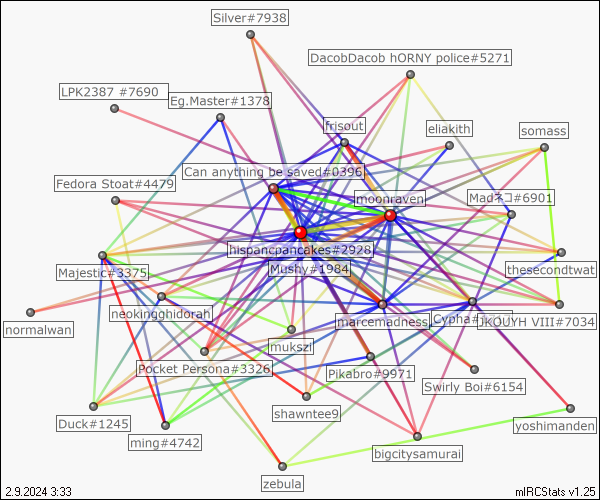 Silver#7938
DacobDacob hORNY police#5271
LPK2387 #7690
Eg.Master#1378
frisout
eliakith
somass
Can anything be saved#0396
Fedora Stoat#4479
moonraven
Madネコ#6901
hispancpancakes#2928
Mushy#1984
Majestic#3375
thesecondtwat
neokingghidorah
normalwan
marcemadness
Cypha#
JKOUYH VIII#7034
mukszi
Pocket Persona#3326
Pikabro#9971
Swirly Boi#6154
Duck#1245
shawntee9
yoshimanden
ming#4742
bigcitysamurai
zebula
2.9.2024 3:33
mIRCStats v1.25